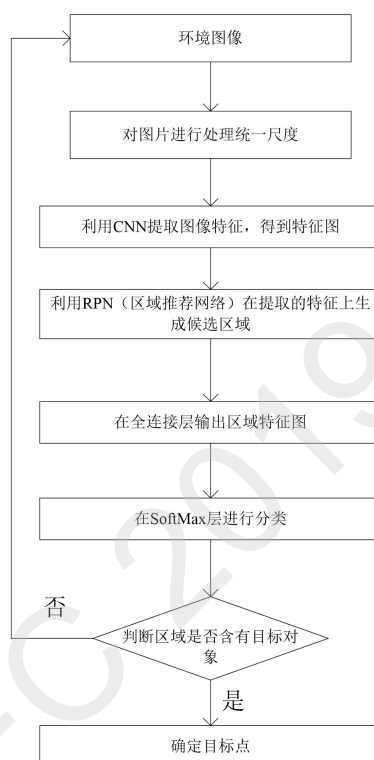 环境图像
对图片进行处理统一尺度
利用CNN提取图像特征，得到特征图
利用RPN（区域推荐网络）在提取的特征上生
成候选区域
在全连接层输出区域特征图
在SoftMax层进行分类
否
判断区域是否含有目标对
象
是
确定目标点
C 2019